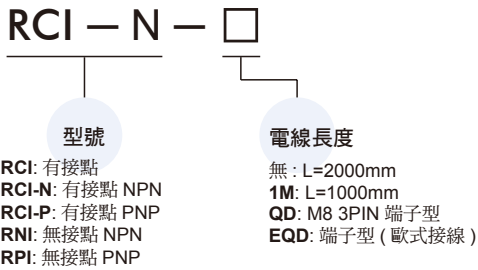 RCI – N – □
型號
RCI: 有接點
RCI-N: 有接點 NPN
RCI-P: 有接點 PNP
RNI: 無接點 NPN
RPI: 無接點 PNP
電線長度
無 : L=2000mm
1M: L=1000mm
QD: M8 3PIN 端子型
EQD: 端子型 ( 歐式接線 )